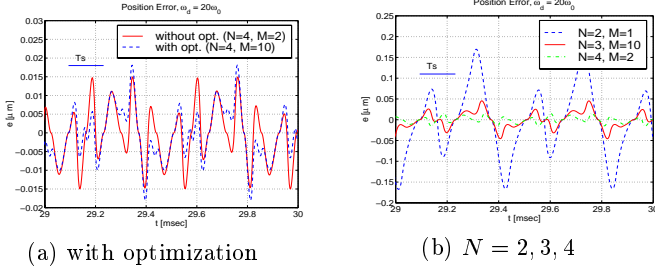 Position Error, ω_d = 20ω_0
without opt. (N=4, M=2)
with opt. (N=4, M=10)
Ts
0.02
0.015
0.01
0.005
0
-0.005
-0.01
-0.015
-0.02
e [μ m]
29
29.2
29.4
29.6
29.8
30
t [msec]
(a) with optimization
Position Error, ω_d = 20ω_0
N=2, M=1
N=3, M=10
N=4, M=2
Ts
0.2
0.15
0.1
0.05
0
-0.05
-0.1
-0.15
-0.2
e [μ m]
29
29.2
29.4
29.6
29.8
30
t [msec]
(b) N = 2, 3, 4